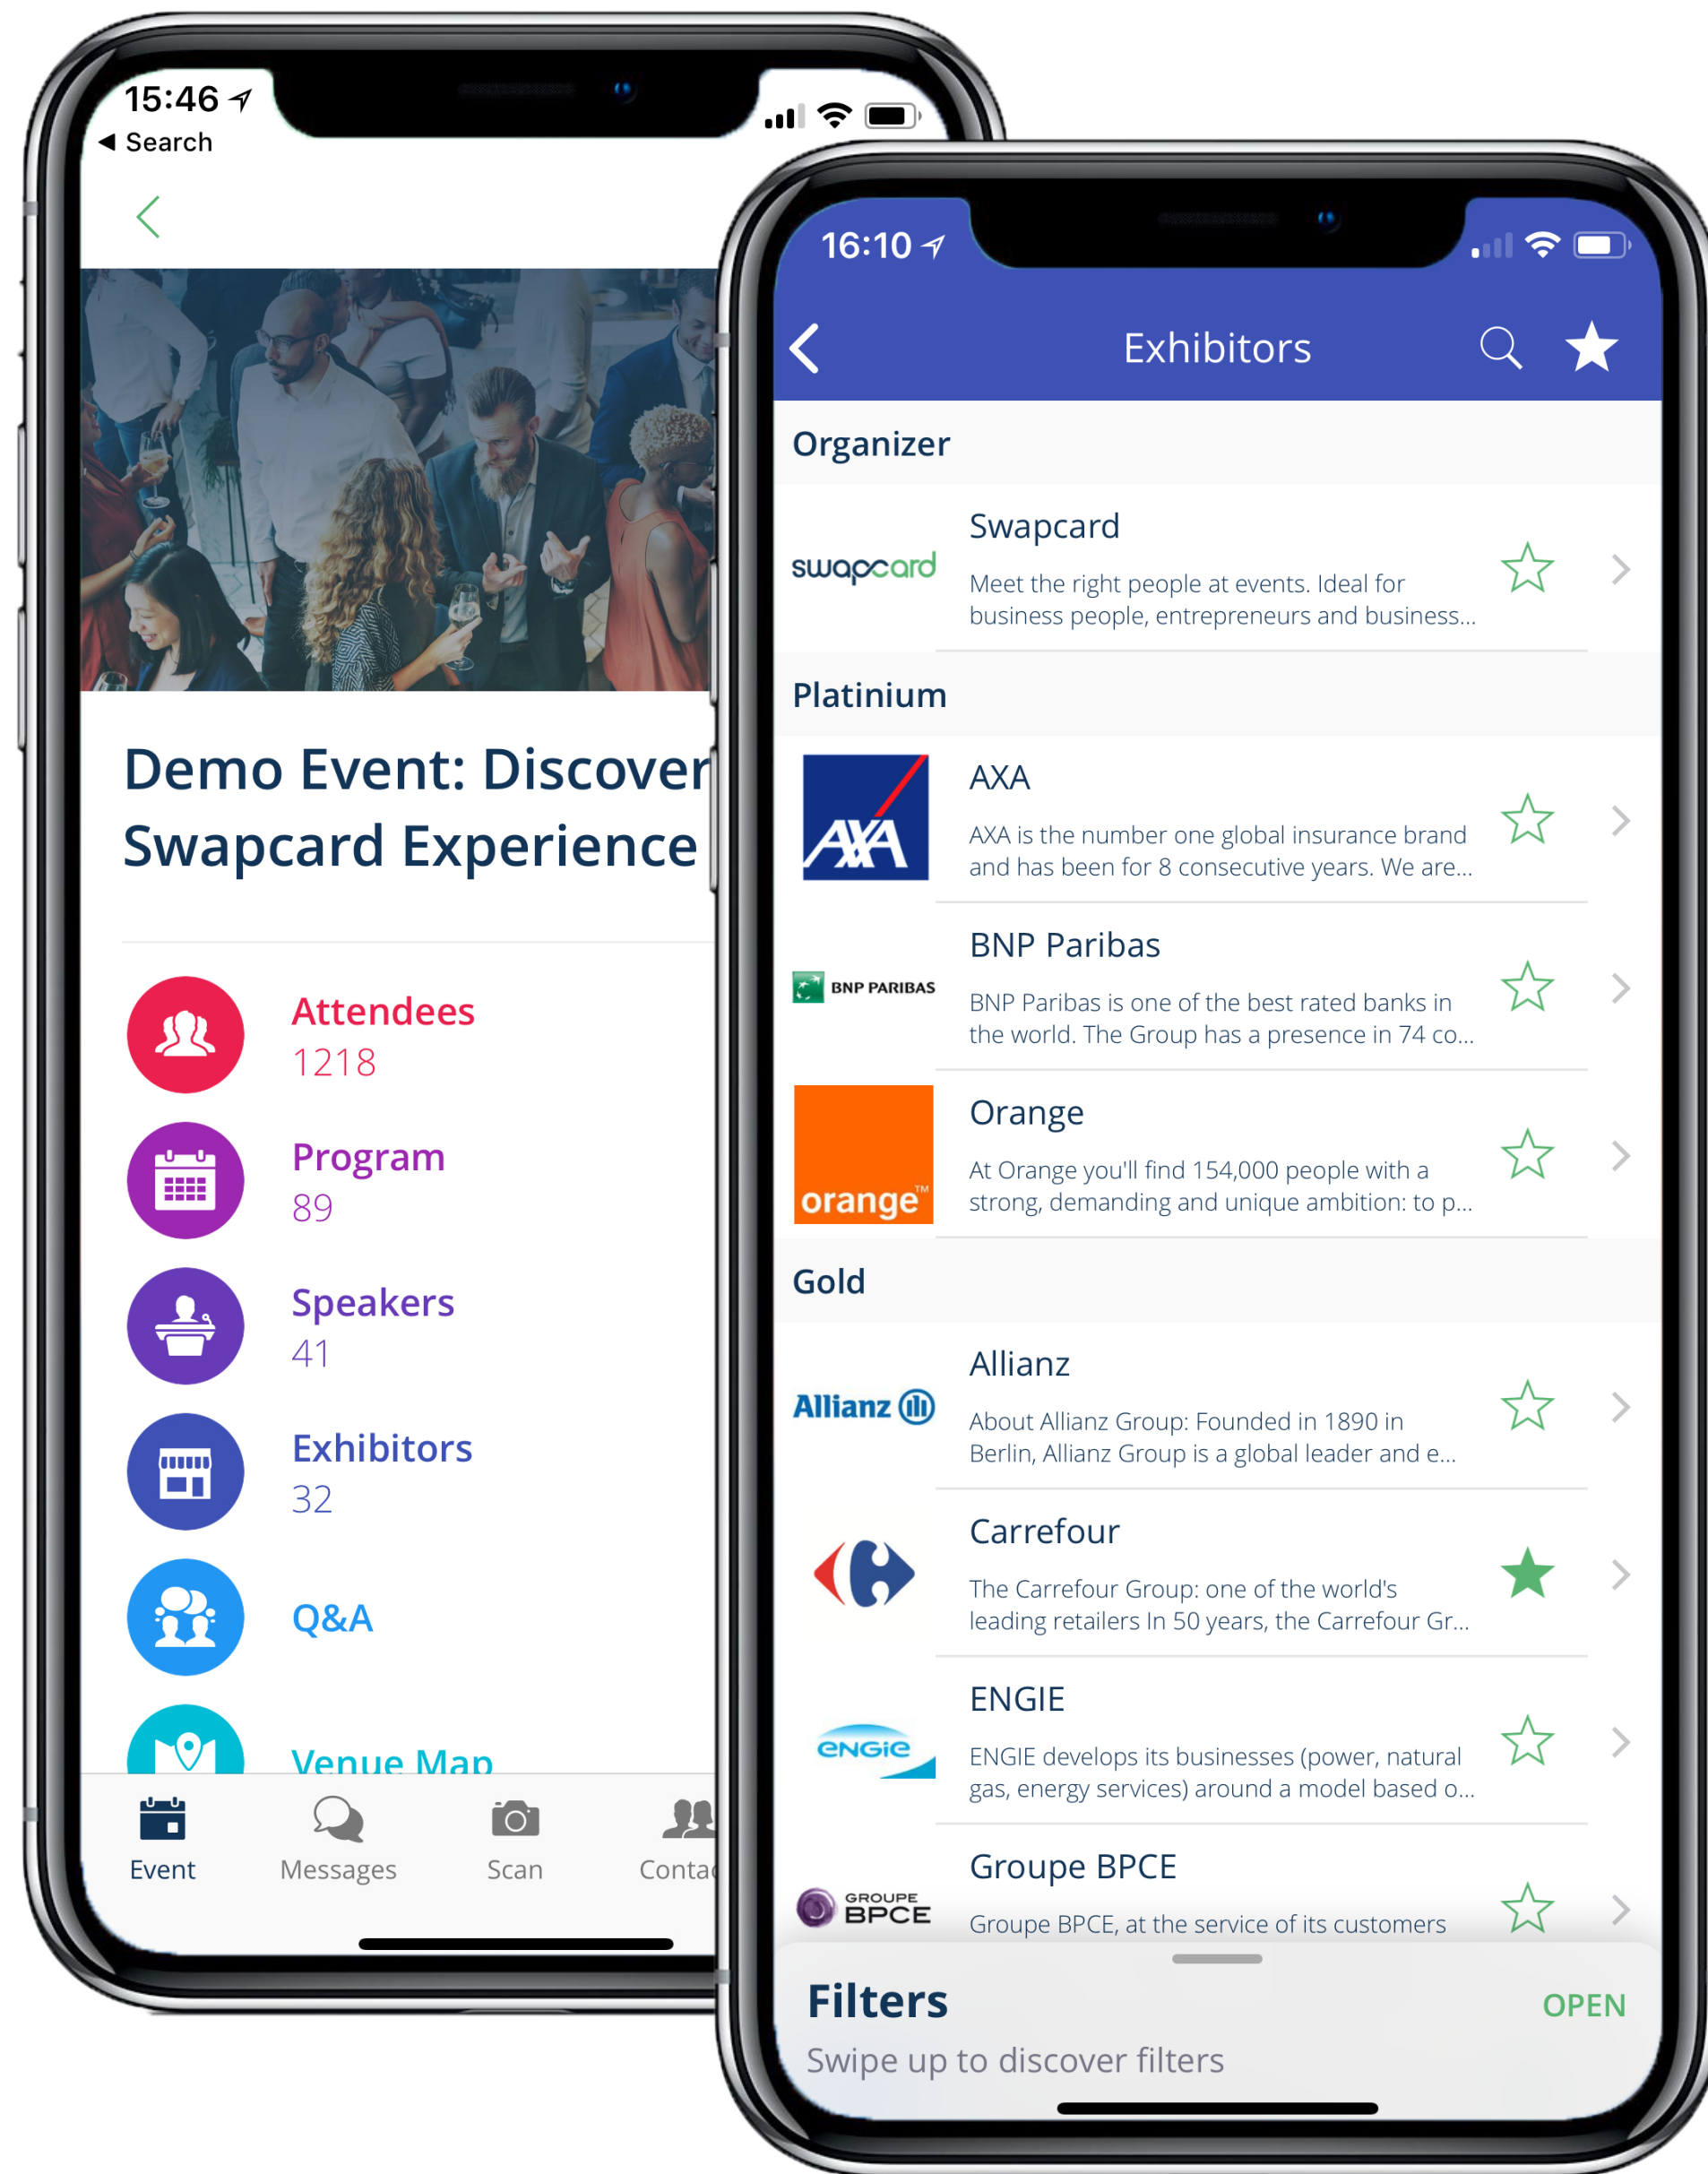 15:46
Search
Demo Event: Discover
Swapcard Experience
Attendees
1218
Program
89
Speakers
41
Exhibitors
32
Q&A
Venue Map
Event
Messages
Scan
16:10
Exhibitors
Organizer
swapcard
Swapcard
Meet the right people at events. Ideal for
business people, entrepreneurs and business...
Platinium
AXA
AXA
AXA is the number one global insurance brand
and has been for 8 consecutive years. We are...
BNP PARIBAS
BNP Paribas
BNP Paribas is one of the best rated banks in
the world. The Group has a presence in 74 co...
orange™
Orange
At Orange you'll find 154,000 people with a
strong, demanding and unique ambition: to p...
Gold
Allianz
Allianz
About Allianz Group: Founded in 1890 in
Berlin, Allianz Group is a global leader and e...
Carrefour
The Carrefour Group: one of the world's
leading retailers In 50 years, the Carrefour Gr...
ENGIE
ENGIE
ENGIE develops its businesses (power, natural
gas, energy services) around a model based o...
GROUPE
BPCE
Groupe BPCE
Groupe BPCE, at the service of its customers
Filters
OPEN
Swipe up to discover filters